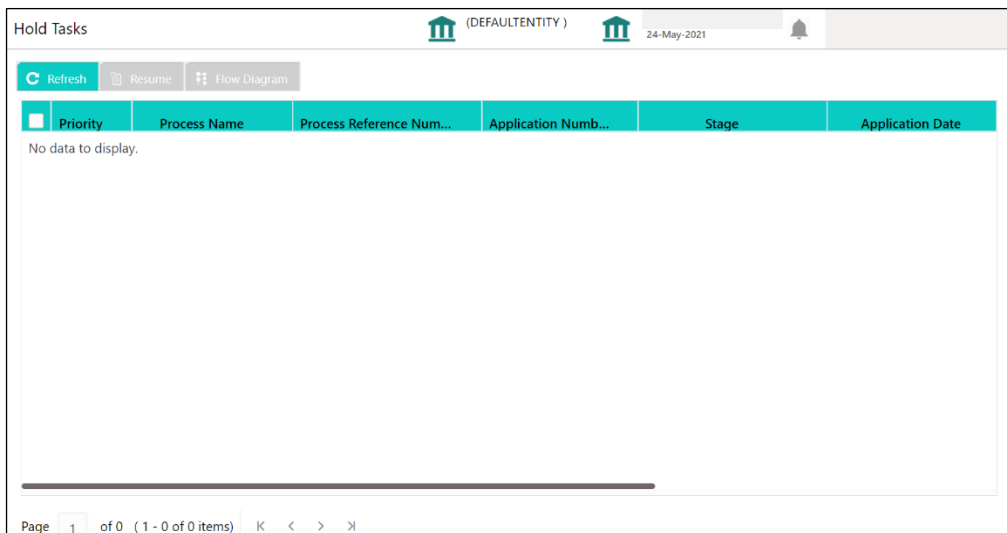 Hold Tasks
(DEFAULTENTITY )
24-May-2021
Refresh Resume Flow Diagram
Priority Process Name Process Reference Num... Application Numb... Stage Application Date
No data to display.
Page 1 of 0 ( 1 - 0 of 0 items)